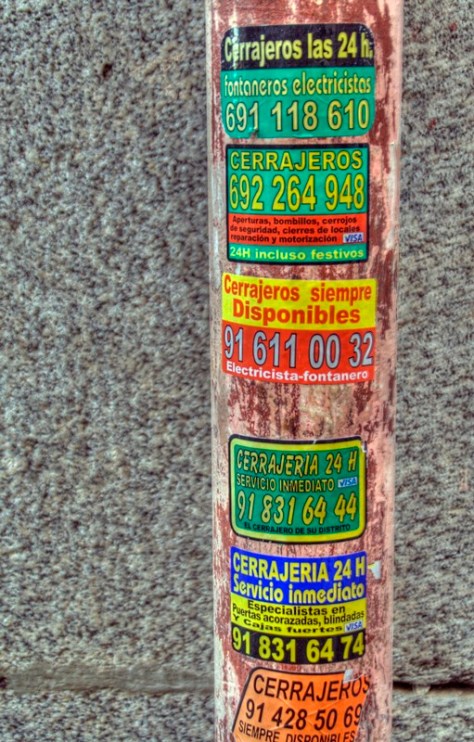 Cerrajeros las 24 h.
fontaneros electricistas
691 118 610
CERRAJEROS
692 264 948
Aperturas, bombillos, cerrojos
de seguridad, cierres de locales
reparación y motorización VISA
24H incluso festivos
Cerrajeros siempre
Disponibles
91 611 00 32
Electricista-fontanero
CERRAJERIA 24 H
SERVICIO INMEDIATO VISA
91 831 64 44
EL CERRAJERO DE SU DISTRITO
CERRAJERIA 24 H
Servicio inmediato
Especialistas en
Puertas acorazadas, blindadas
Y Cajas fuertes VISA
91 831 64 74
CERRAJEROS
91 428 50 69
SIEMPRE DISPONIBLES